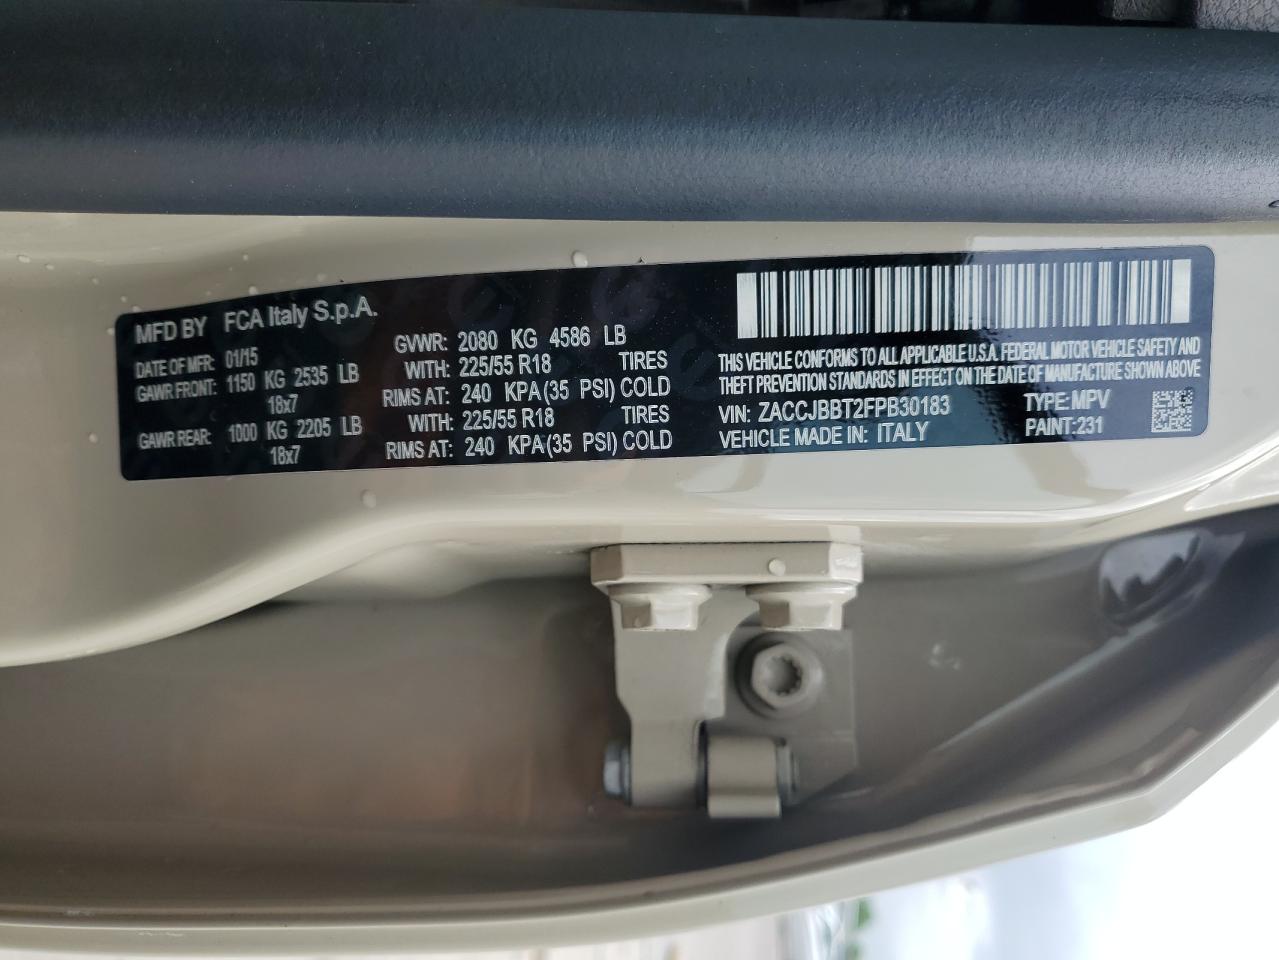 MFD BY FCA Italy S.p.A.
DATE OF MFR: 01/15
GAWR FRONT: 1150 KG 2535 LB
18x7
GAWR REAR: 1000 KG 2205 LB
18x7
GVWR: 2080 KG 4586 LB
WITH: 225/55 R18 TIRES
RIMS AT: 240 KPA(35 PSI) COLD
WITH: 225/55 R18 TIRES
RIMS AT: 240 KPA(35 PSI) COLD
THIS VEHICLE CONFORMS TO ALL APPLICABLE U.S.A. FEDERAL MOTOR VEHICLE SAFETY AND
THEFT PREVENTION STANDARDS IN EFFECT ON THE DATE OF MANUFACTURE SHOWN ABOVE
VIN: ZACCJBBT2FPB30183 TYPE: MPV
VEHICLE MADE IN: ITALY PAINT:231